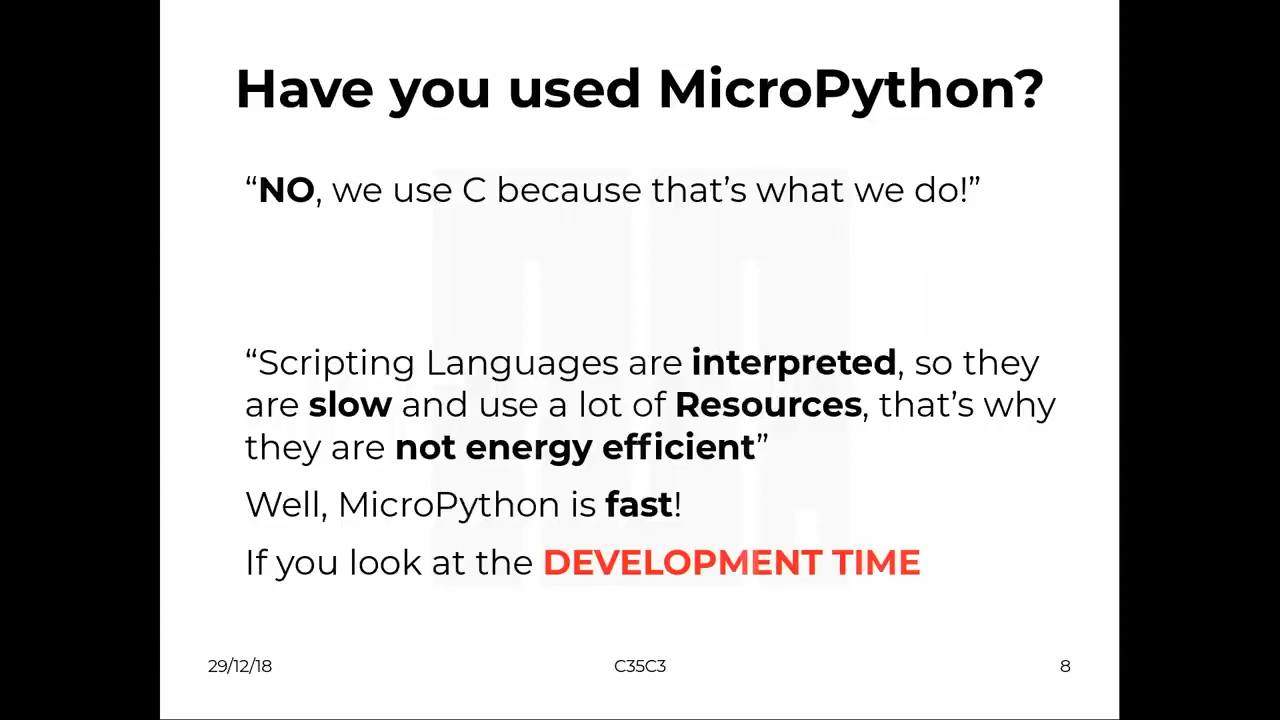 Have you used MicroPython?
“NO, we use C because that’s what we do!”
“Scripting Languages are interpreted, so they
are slow and use a lot of Resources, that’s why
they are not energy efficient”
Well, MicroPython is fast!
If you look at the DEVELOPMENT TIME
29/12/18
C35C3
8